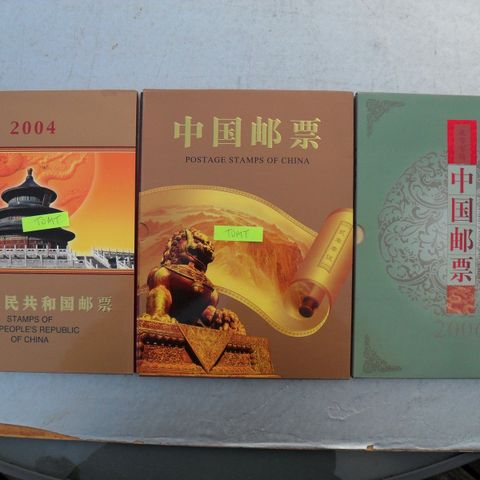 2004
TOMT
民共和国邮票
STAMPS OF
PEOPLE'S REPUBLIC
OF CHINA
中国邮票
POSTAGE STAMPS OF CHINA
TOMT
中国邮票